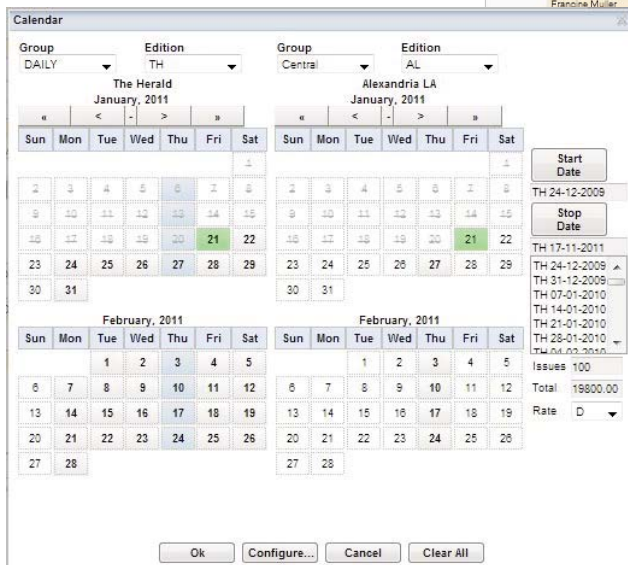 Francine Muller
Calendar
Group Edition Group Edition
DAILY TH Central AL
The Herald Alexandria LA
January, 2011 January, 2011
« < - > » « < - > »
Sun Mon Tue Wed Thu Fri Sat Sun Mon Tue Wed Thu Fri Sat
1 1
Start
Date
2 3 4 5 6 7 8 2 3 4 5 6 7 8
TH 24-12-2009
9 10 11 12 13 14 15 9 10 11 12 13 14 15
Stop
Date
16 17 18 19 20 21 22 16 17 18 19 20 21 22
TH 17-11-2011
23 24 25 26 27 28 29 23 24 25 26 27 28 29
30 31 30 31
TH 24-12-2009
TH 31-12-2009
TH 07-01-2010
TH 14-01-2010
TH 21-01-2010
TH 28-01-2010
TH 04-02-2010
February, 2011 February, 2011
Sun Mon Tue Wed Thu Fri Sat Sun Mon Tue Wed Thu Fri Sat
1 2 3 4 5 1 2 3 4 5
Issues 100
6 7 8 9 10 11 12 6 7 8 9 10 11 12
Total 19800.00
13 14 15 16 17 18 19 13 14 15 16 17 18 19
Rate D
20 21 22 23 24 25 26 20 21 22 23 24 25 26
27 28 27 28
Ok Configure... Cancel Clear All